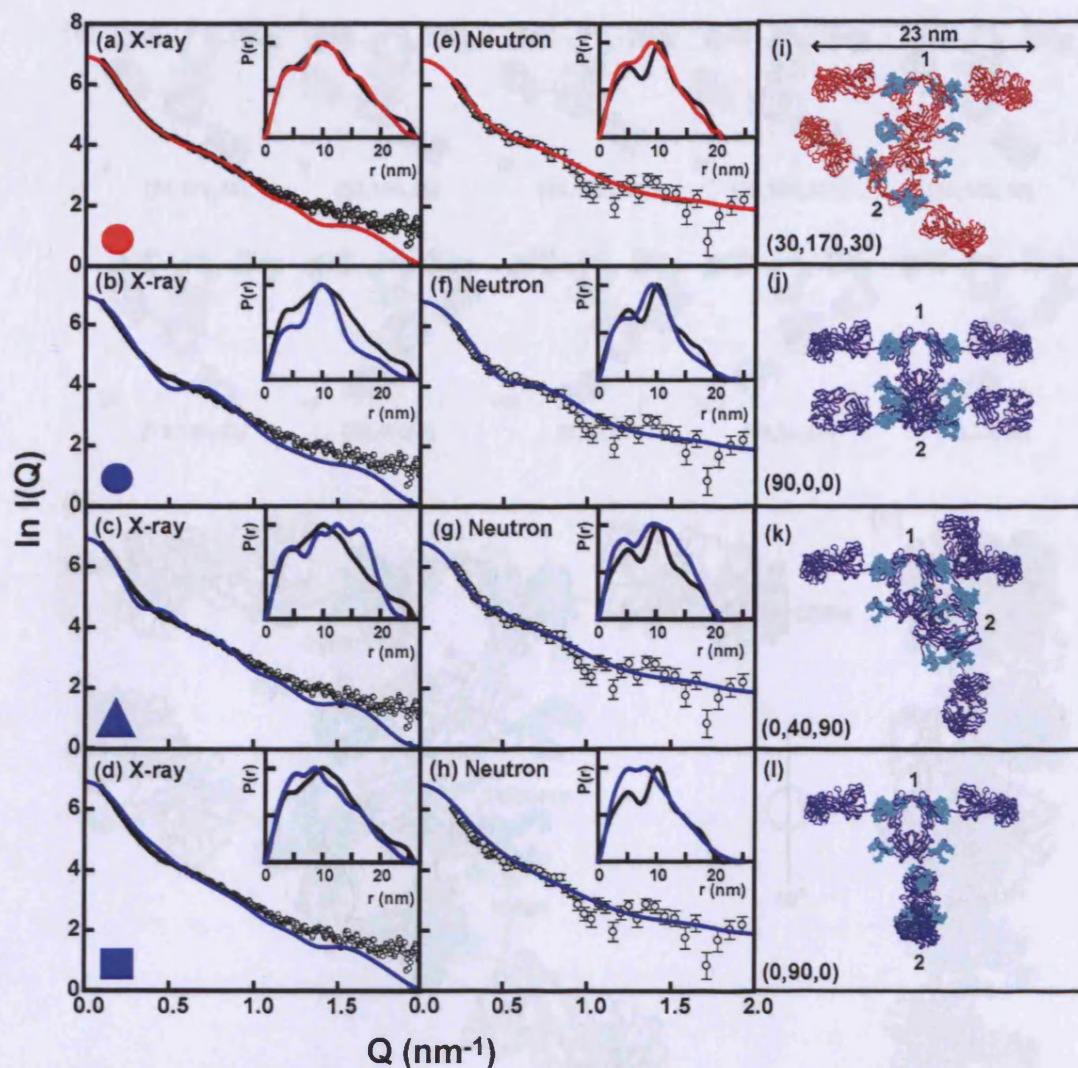 8
6
4
2
0
(a) X-ray
P(r)
0
10
20
r (nm)
(e) Neutron
P(r)
0
10
20
r (nm)
(i)
23 nm
1
2
(30,170,30)
6
4
2
0
(b) X-ray
P(r)
0
10
20
r (nm)
(f) Neutron
P(r)
0
10
20
r (nm)
(j)
1
2
(90,0,0)
ln I(Q)
6
4
2
0
(c) X-ray
P(r)
0
10
20
r (nm)
(g) Neutron
P(r)
0
10
20
r (nm)
(k)
1
2
(0,40,90)
6
4
2
0
(d) X-ray
P(r)
0
10
20
r (nm)
(h) Neutron
P(r)
0
10
20
r (nm)
(l)
1
2
(0,90,0)
0.0 0.5 1.0 1.5 2.0 0.5 1.0 1.5 2.0
Q (nm⁻¹)